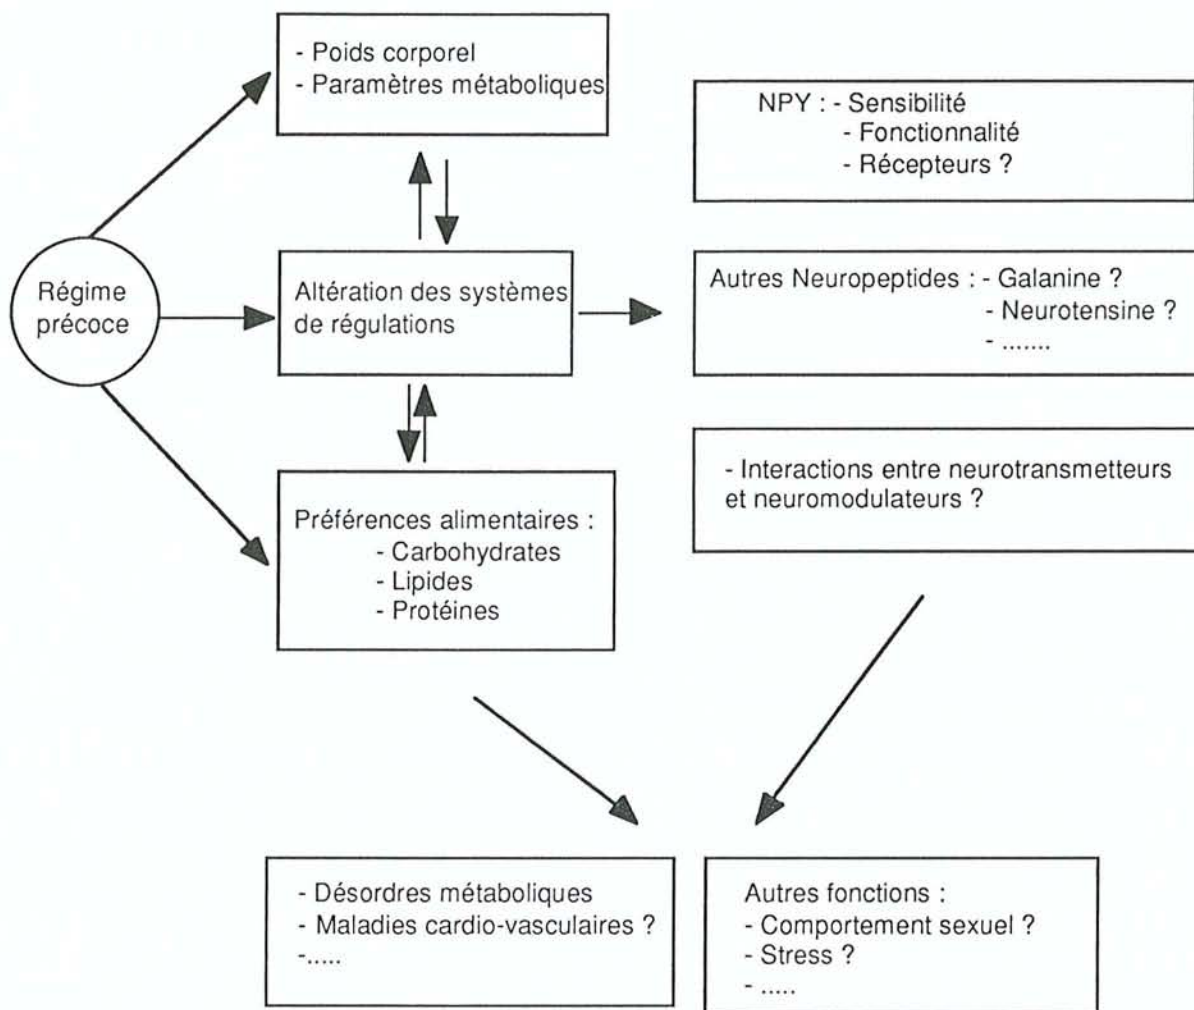 - Poids corporel
- Paramètres métaboliques
NPY : - Sensibilité
- Fonctionnalité
- Récepteurs ?
Régime
précoce
Altération des systèmes
de régulations
Autres Neuropeptides : - Galanine ?
- Neurotensine ?
- .......
Préférences alimentaires :
- Carbohydrates
- Lipides
- Protéines
- Interactions entre neurotransmetteurs
et neuromodulateurs ?
- Désordres métaboliques
- Maladies cardio-vasculaires ?
-.....
Autres fonctions :
- Comportement sexuel ?
- Stress ?
- .....